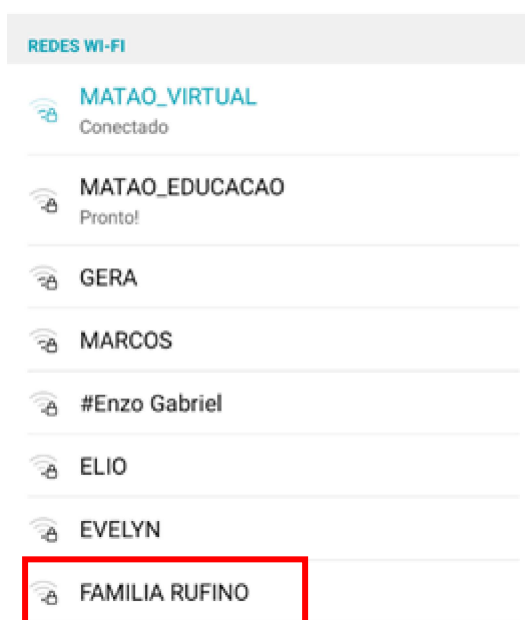 REDES WI-FI
MATAO_VIRTUAL
Conectado
MATAO_EDUCACAO
Pronto!
GERA
MARCOS
#Enzo Gabriel
ELIO
EVELYN
FAMILIA RUFINO